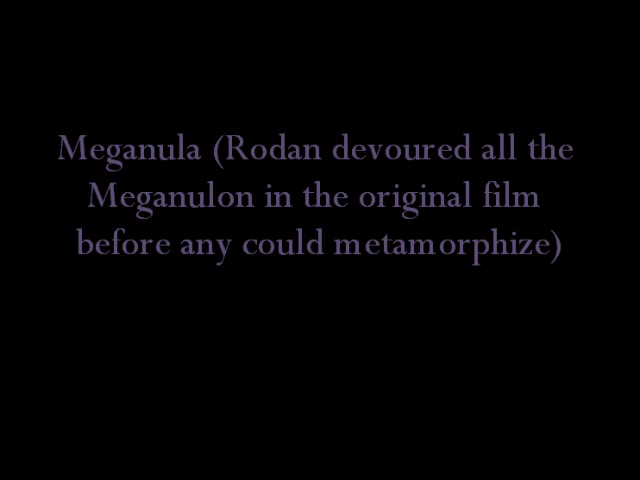 Meganula (Rodan devoured all the
Meganulon in the original film
before any could metamorphize)